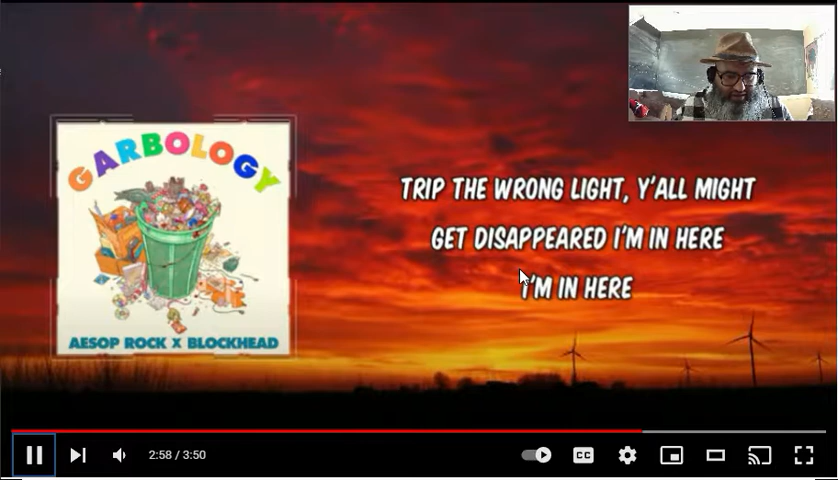 GARBOLOGY
AESOP ROCK X BLOCKHEAD
TRIP THE WRONG LIGHT, Y'ALL MIGHT
GET DISAPPEARED I'M IN HERE
I'M IN HERE
2:58 / 3:50
CC